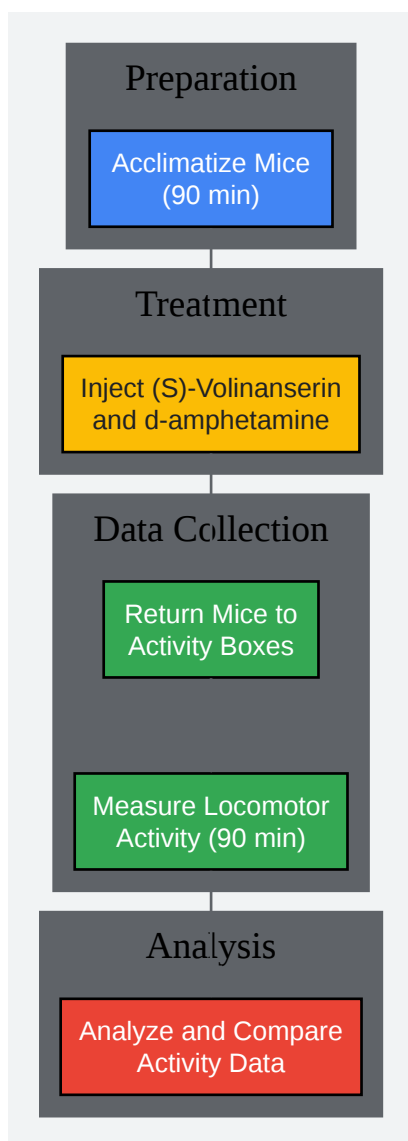 Preparation
Acclimatize Mice
(90 min)
Treatment
Inject (S)-Volinanserin
and d-amphetamine
Data Collection
Return Mice to
Activity Boxes
Measure Locomotor
Activity (90 min)
Analysis
Analyze and Compare
Activity Data